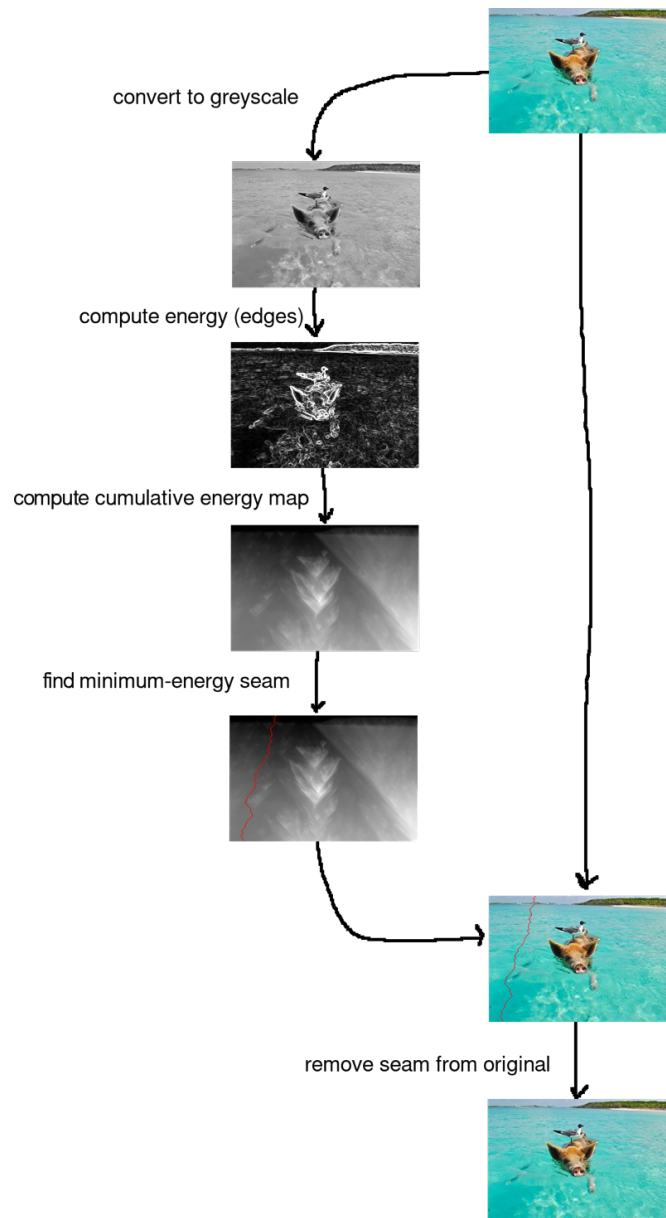 convert to greyscale
compute energy (edges)
compute cumulative energy map
find minimum-energy seam
remove seam from original